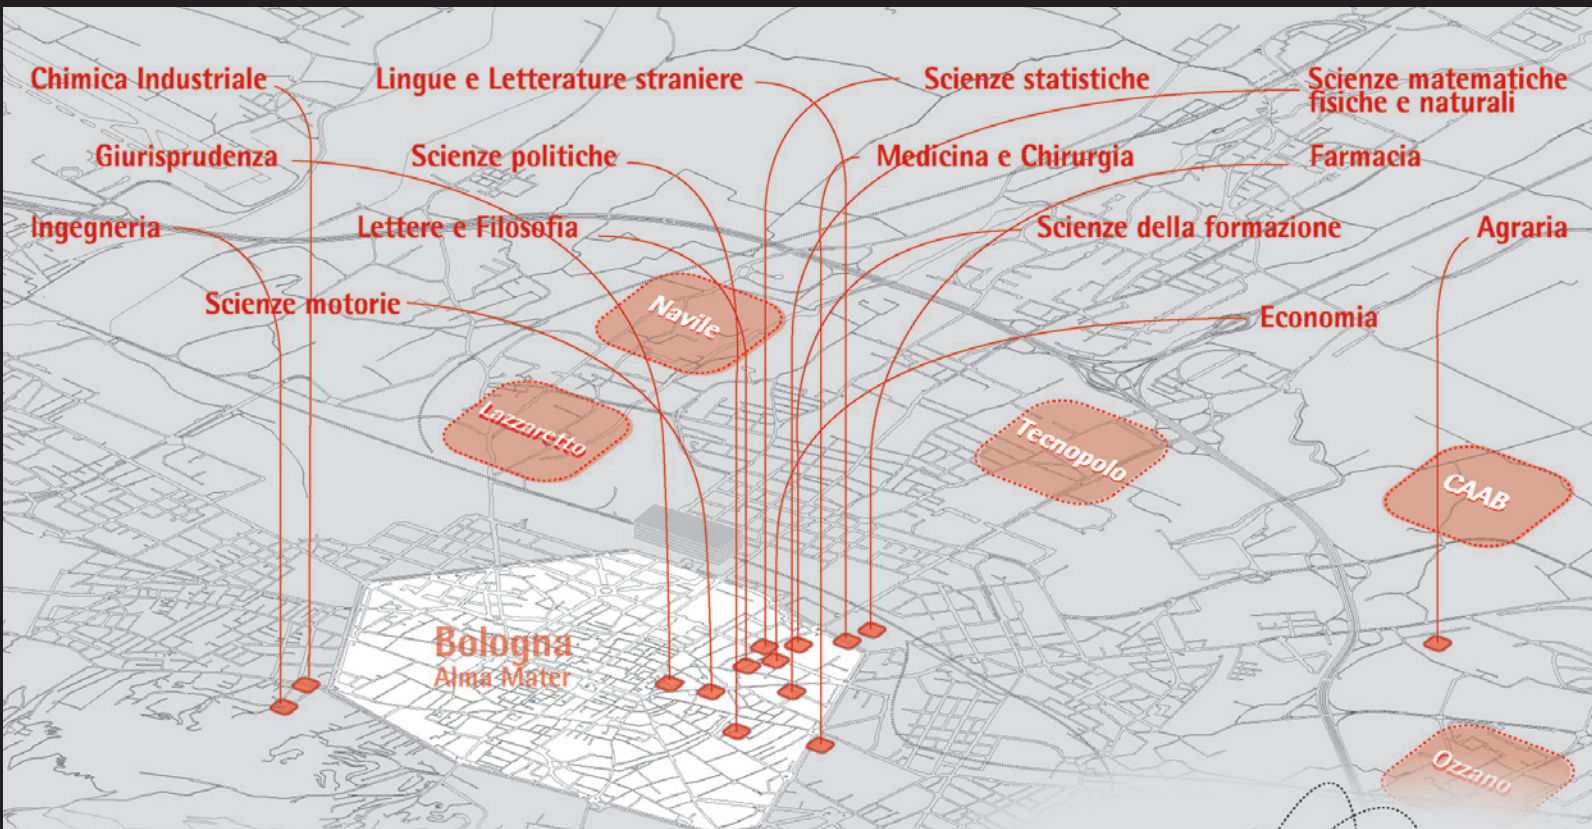 Chimica Industriale
Lingue e Letterature straniere
Scienze statistiche
Scienze matematiche
fisiche e naturali
Giurisprudenza
Scienze politiche
Medicina e Chirurgia
Farmacia
Ingegneria
Lettere e Filosofia
Scienze della formazione
Agraria
Scienze motorie
Navile
Economia
Lazzaretto
Tecnopolo
CAAB
Bologna
Alma Mater
Ozzano